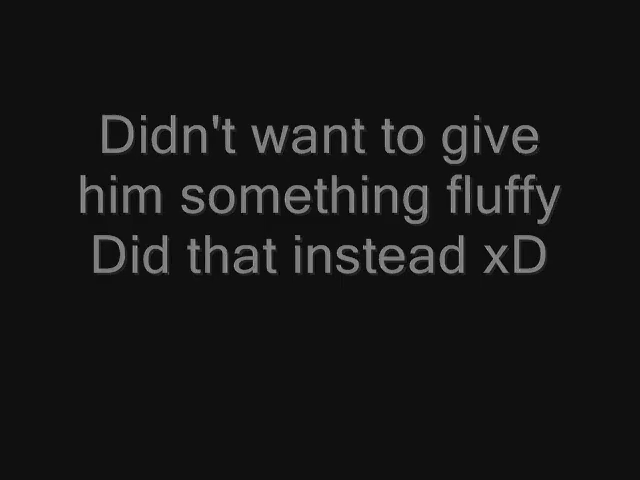 Didn't want to give
him something fluffy
Did that instead xD